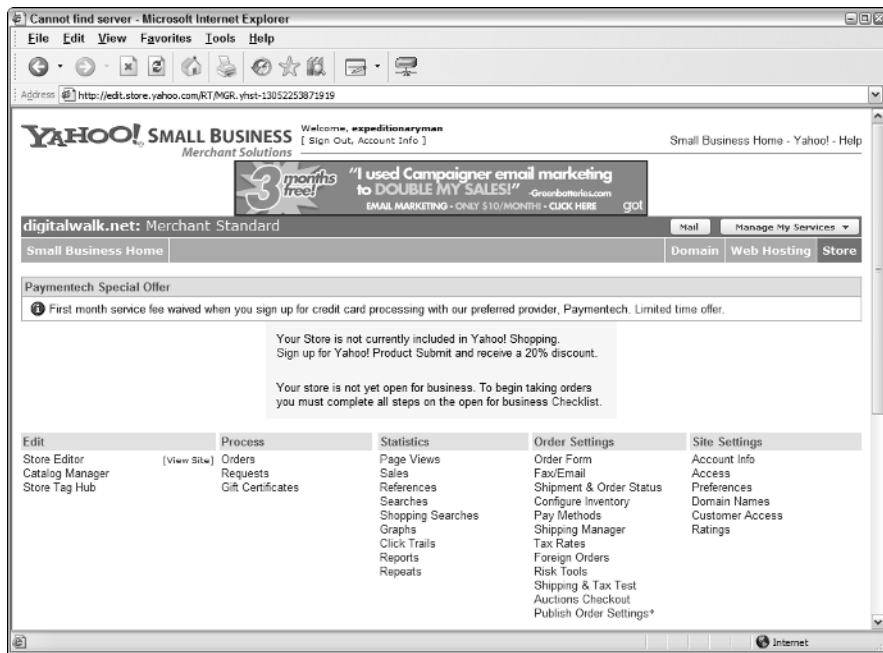 Cannot find server - Microsoft Internet Explorer
File Edit View Favorites Tools Help
Address http://edit.store.yahoo.com/RT/MGR.yhst-13052253871919
YAHOO! SMALL BUSINESS
Merchant Solutions
Welcome, expeditionaryman
[ Sign Out, Account Info ]
Small Business Home - Yahoo! - Help
3 months free!
"I used Campaigner email marketing
to DOUBLE MY SALES!" -Greenbatteries.com
EMAIL MARKETING - ONLY $10/MONTH! - CLICK HERE
got
digitalwalk.net: Merchant Standard
Mail Manage My Services
Small Business Home Domain Web Hosting Store
Paymentech Special Offer
First month service fee waived when you sign up for credit card processing with our preferred provider, Paymentech. Limited time offer.
Your Store is not currently included in Yahoo! Shopping.
Sign up for Yahoo! Product Submit and receive a 20% discount.
Your store is not yet open for business. To begin taking orders
you must complete all steps on the open for business Checklist.
Edit
Store Editor [View Site]
Catalog Manager
Store Tag Hub
Process
Orders
Requests
Gift Certificates
Statistics
Page Views
Sales
References
Searches
Shopping Searches
Graphs
Click Trails
Reports
Repeats
Order Settings
Order Form
Fax/Email
Shipment & Order Status
Configure Inventory
Pay Methods
Shipping Manager
Tax Rates
Foreign Orders
Risk Tools
Shipping & Tax Test
Auctions Checkout
Publish Order Settings*
Site Settings
Account Info
Access
Preferences
Domain Names
Customer Access
Ratings
Internet